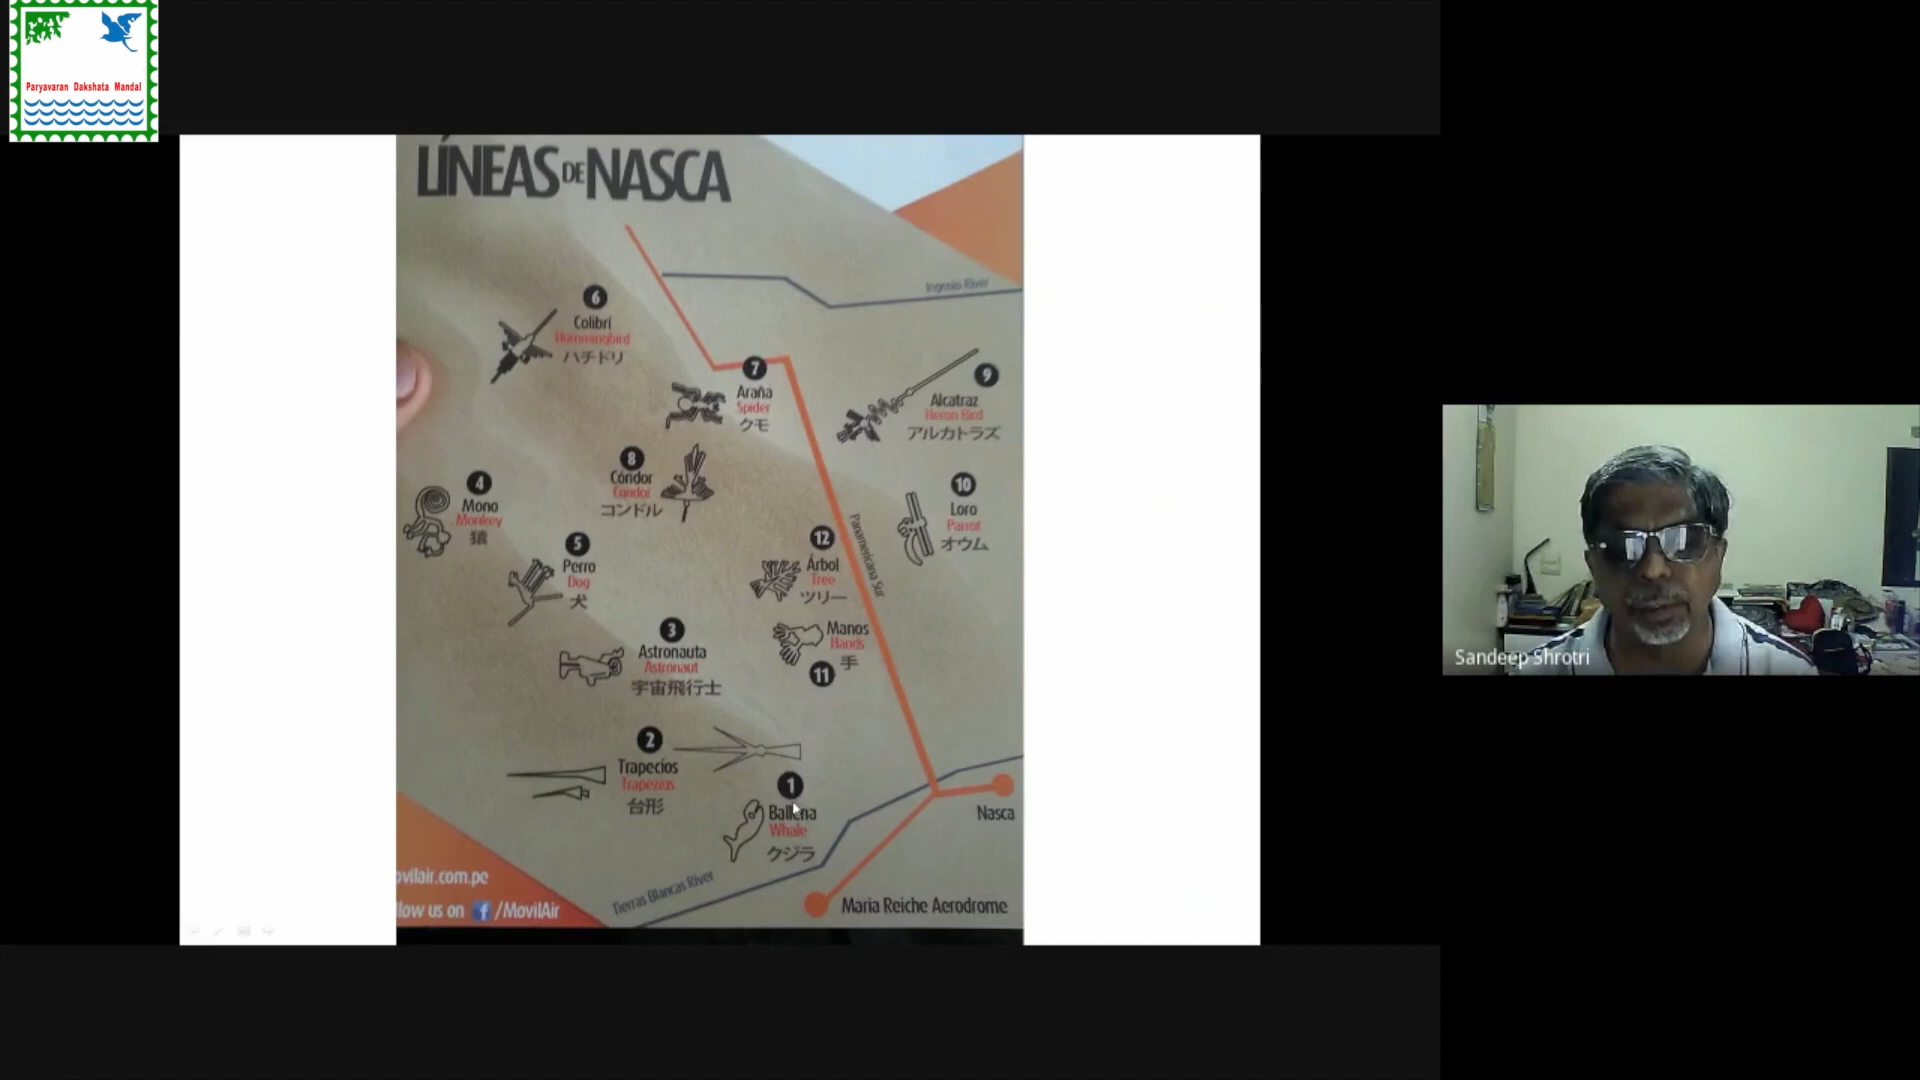 Paryavaran Dakshata Mandal
LÍNEAS DE NASCA
Ingenio River
6
Colibrí
Hummingbird
ハチドリ
7
Araña
Spider
クモ
9
Alcatraz
Heron Bird
アルカトラズ
8
Cóndor
Condor
コンドル
4
Mono
Monkey
猿
10
Loro
Parrot
オウム
5
Perro
Dog
犬
12
Árbol
Tree
ツリー
Panamericana Sur
3
Astronauta
Astronaut
宇宙飛行士
Manos
Hands
手
11
2
Trapecios
Trapezius
台形
1
Ballena
Whale
クジラ
Nasca
Tierras Blancas River
Maria Reiche Aerodrome
ovilair.com.pe
llow us on f /MovilAir
Sandeep Shrotri